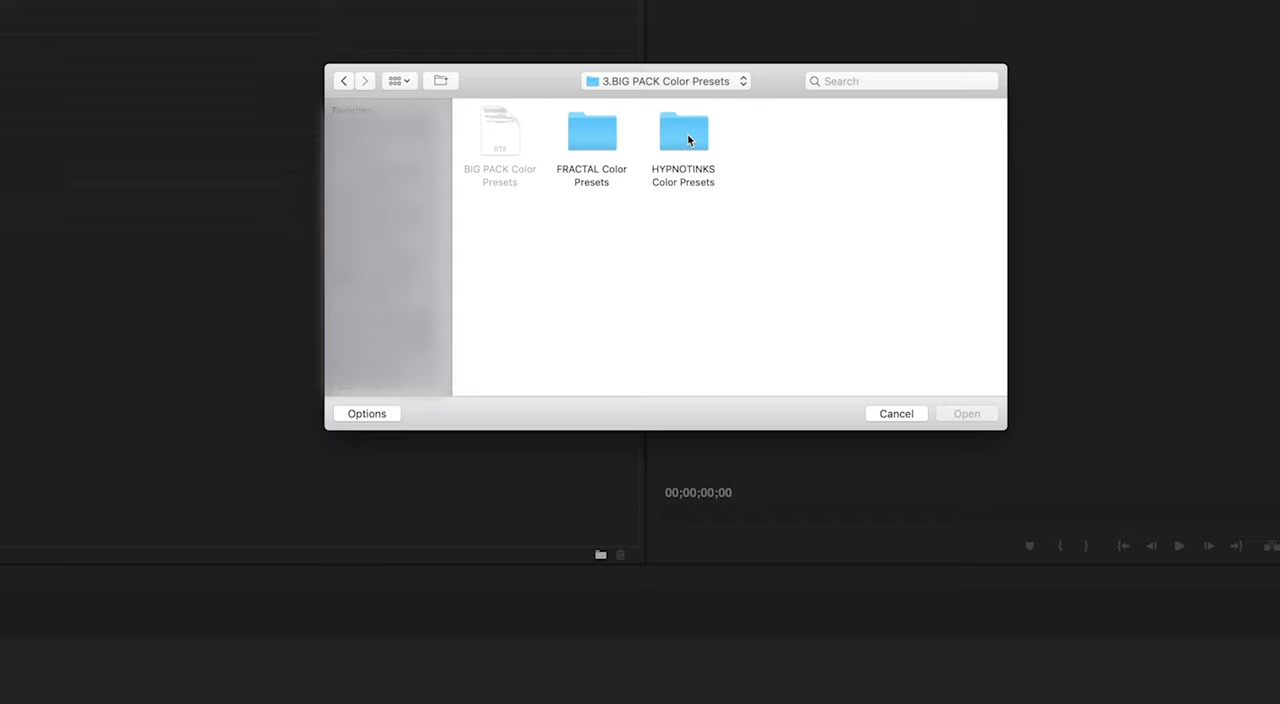 3.BIG PACK Color Presets
Search
Favorites
RTF
BIG PACK Color
Presets
FRACTAL Color
Presets
HYPNOTINKS
Color Presets
Options
Cancel
Open
00;00;00;00